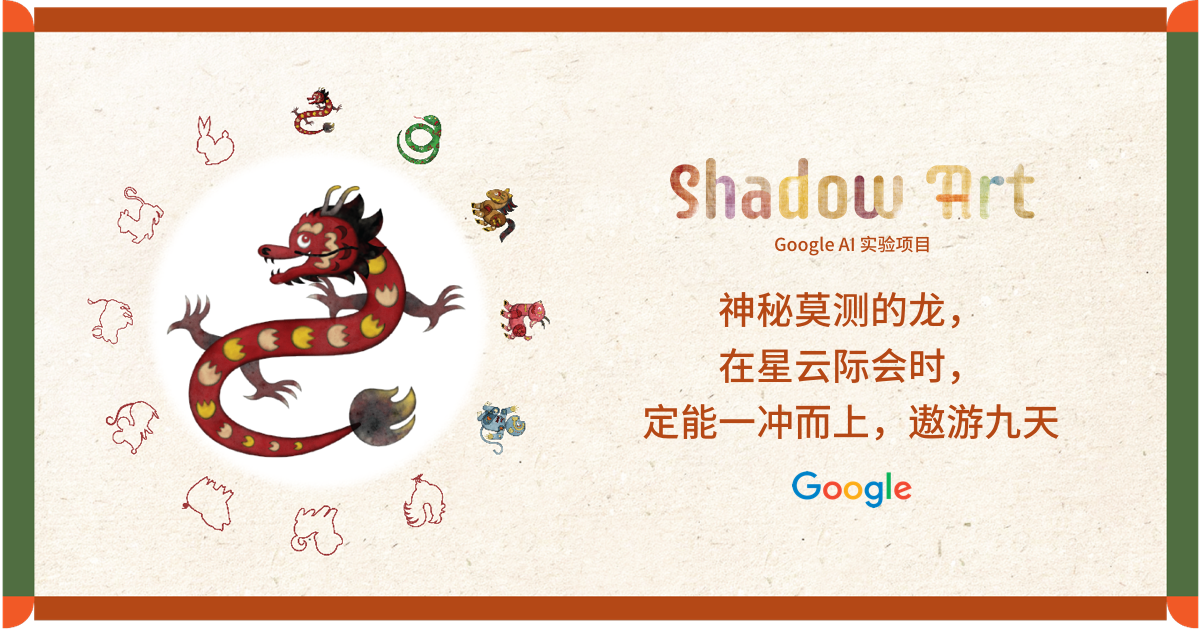 Shadow Art
Google AI 实验项目
神秘莫测的龙，
在星云际会时，
定能一冲而上，遨游九天
Google